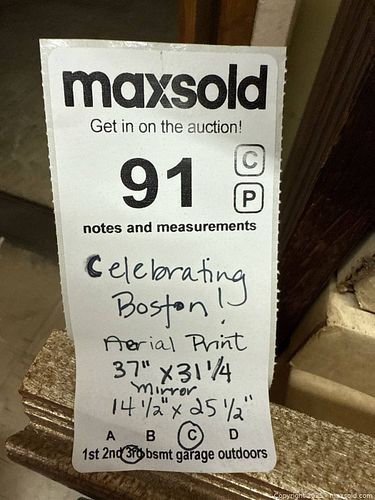 maxsold
Get in on the auction!
91 C
P
notes and measurements
Celebrating
Boston!
Aerial Print
37" x 31 1/4
mirror
14 1/2" x 25 1/2"
A B C D
1st 2nd 3rd bsmt garage outdoors